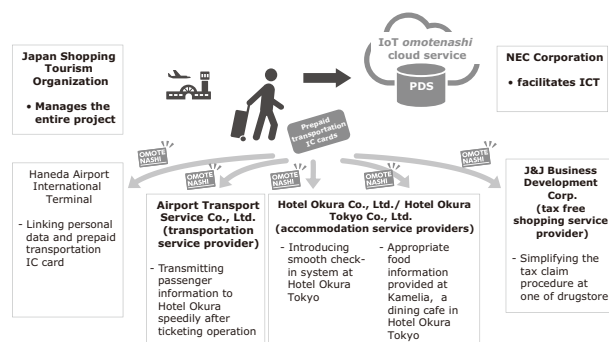 Japan Shopping
Tourism
Organization
• Manages the
entire project
IoT omotenashi
cloud service
PDS
NEC Corporation
• facilitates ICT
Prepaid
transportation
IC cards
OMOTE
NASHI
OMOTE
NASHI
OMOTE
NASHI
OMOTE
NASHI
OMOTE
NASHI
Haneda Airport
International
Terminal
- Linking personal
data and prepaid
transportation
IC card
Airport Transport
Service Co., Ltd.
(transportation
service provider)
- Transmitting
passenger
information to
Hotel Okura
speedily after
ticketing operation
Hotel Okura Co., Ltd./ Hotel Okura
Tokyo Co., Ltd.
(accommodation service providers)
- Introducing
smooth check-
in system at
Hotel Okura
Tokyo
- Appropriate
food
information
provided at
Kamelia, a
dining cafe in
Hotel Okura
Tokyo
J&J Business
Development
Corp.
(tax free
shopping service
provider)
- Simplifying the
tax claim
procedure at
one of drugstore